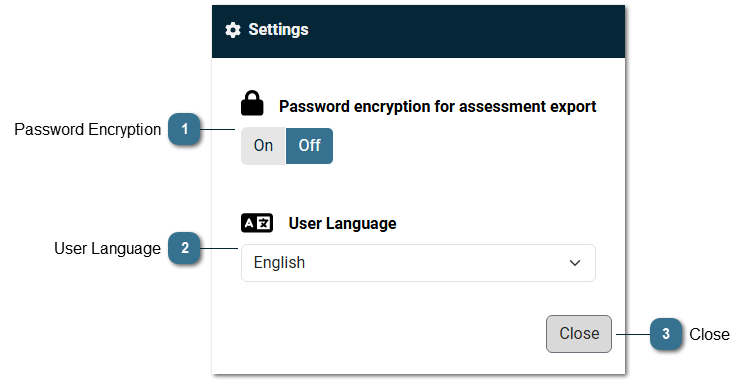 Settings
Password encryption for assessment export
Password Encryption 1
On Off
User Language
User Language 2
English
Close 3 Close